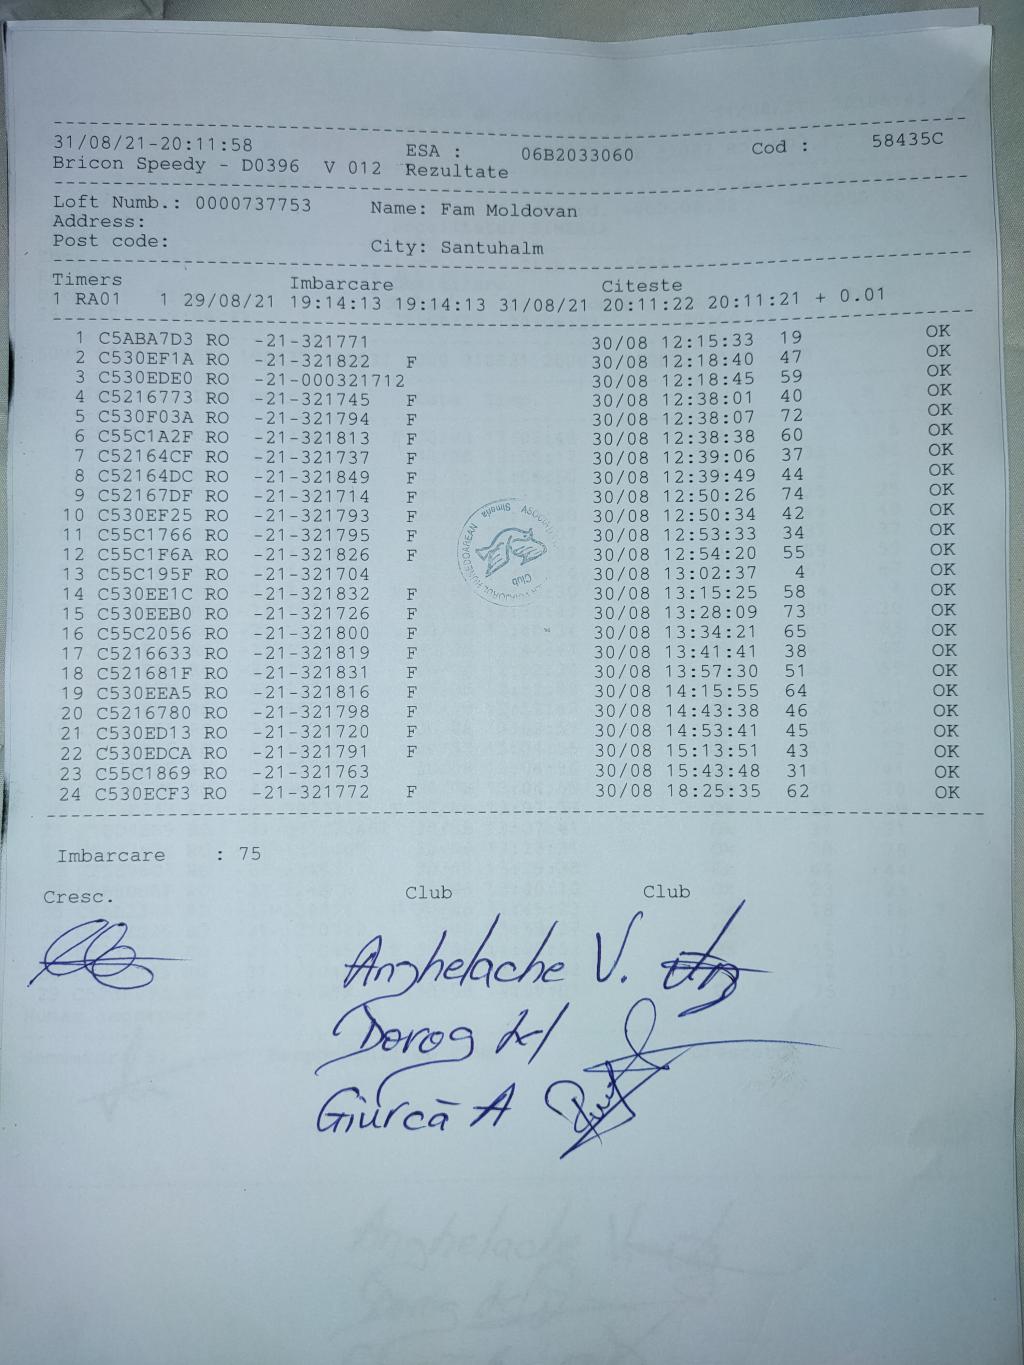 31/08/21-20:11:58 ESA : 06B2033060 Cod : 58435C
Bricon Speedy - D0396 V 012 Rezultate
Loft Numb.: 0000737753 Name: Fam Moldovan
Address:
Post code: City: Santuhalm
Timers Imbarcare Citeste
1 RA01 1 29/08/21 19:14:13 19:14:13 31/08/21 20:11:22 20:11:21 + 0.01
1 C5ABA7D3 RO -21-321771 30/08 12:15:33 19 OK
2 C530EF1A RO -21-321822 F 30/08 12:18:40 47 OK
3 C530EDE0 RO -21-000321712 30/08 12:18:45 59 OK
4 C5216773 RO -21-321745 F 30/08 12:38:01 40 OK
5 C530F03A RO -21-321794 F 30/08 12:38:07 72 OK
6 C55C1A2F RO -21-321813 F 30/08 12:38:38 60 OK
7 C52164CF RO -21-321737 F 30/08 12:39:06 37 OK
8 C52164DC RO -21-321849 F 30/08 12:39:49 44 OK
9 C52167DF RO -21-321714 F 30/08 12:50:26 74 OK
10 C530EF25 RO -21-321793 F 30/08 12:50:34 42 OK
11 C55C1766 RO -21-321795 F 30/08 12:53:33 34 OK
12 C55C1F6A RO -21-321826 F 30/08 12:54:20 55 OK
13 C55C195F RO -21-321704 30/08 13:02:37 4 OK
14 C530EE1C RO -21-321832 F 30/08 13:15:25 58 OK
15 C530EEB0 RO -21-321726 F 30/08 13:28:09 73 OK
16 C55C2056 RO -21-321800 F 30/08 13:34:21 65 OK
17 C5216633 RO -21-321819 F 30/08 13:41:41 38 OK
18 C521681F RO -21-321831 F 30/08 13:57:30 51 OK
19 C530EEA5 RO -21-321816 F 30/08 14:15:55 64 OK
20 C5216780 RO -21-321798 F 30/08 14:43:38 46 OK
21 C530ED13 RO -21-321720 F 30/08 14:53:41 45 OK
22 C530EDCA RO -21-321791 F 30/08 15:13:51 43 OK
23 C55C1869 RO -21-321763 30/08 15:43:48 31 OK
24 C530ECF3 RO -21-321772 F 30/08 18:25:35 62 OK
Imbarcare : 75
Cresc. Club Club
Anghelache V.
Dorog
Giurcă A